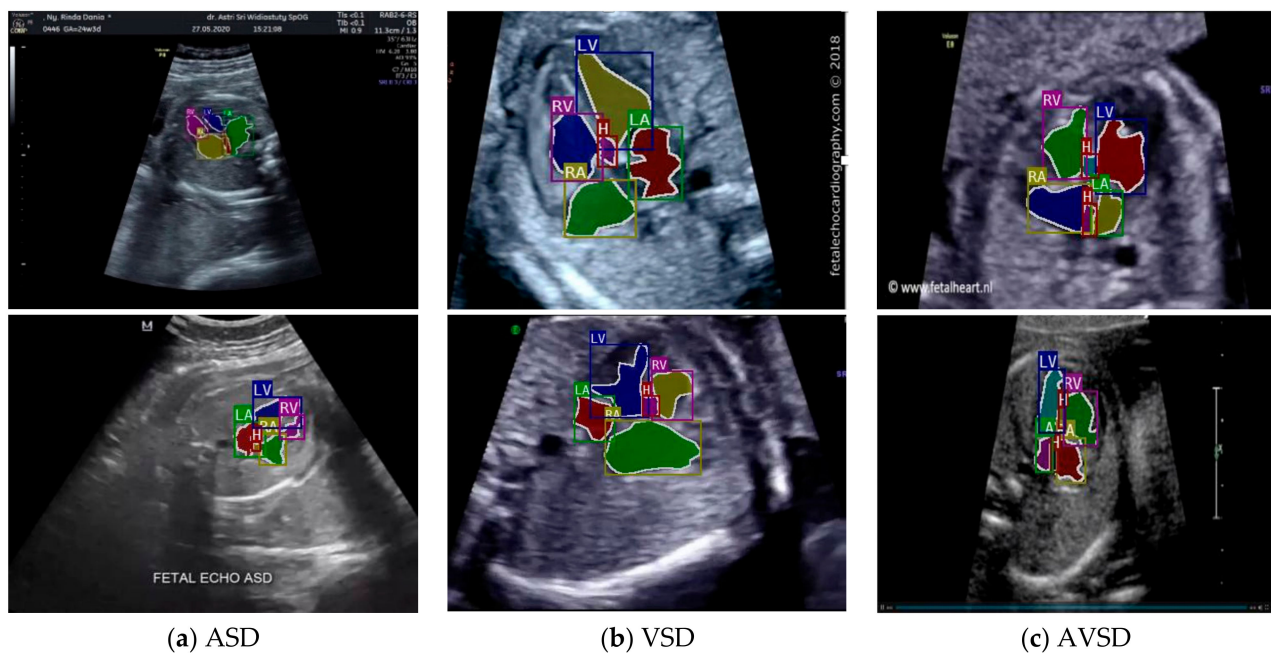 , Ny. Rinda Dania *
dr. Astri Sri Widiastuty SpOG
TIs <0.1
RAB2-6-RS
TIb <0.1
OB
0446 GA=24w3d
27.05.2020
15:21:08
MI 0.9
11.3cm / 1.3
RV
LV
LA
LV
RV
H
LA
RA
fetalechocardiography.com © 2018
RV
LV
H
RA
LA
H
SR
© www.fetalheart.nl
M
LV
LA
RV
H
RA
FETAL ECHO ASD
LV
RV
LA
H
RA
SR
LV
RV
H
A
A
H
(a) ASD
(b) VSD
(c) AVSD